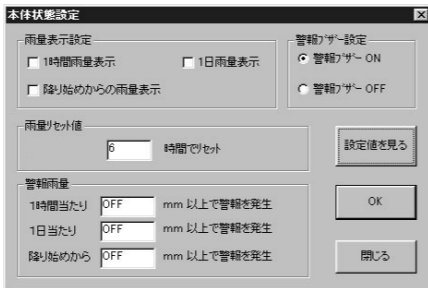 本体状態設定
雨量表示設定
1時間雨量表示
1日雨量表示
降り始めからの雨量表示
警報ﾌﾞｻﾞｰ設定
警報ﾌﾞｻﾞｰ ON
警報ﾌﾞｻﾞｰ OFF
雨量ﾘｾｯﾄ値
6 時間でﾘｾｯﾄ
設定値を見る
警報雨量
1時間当たり OFF mm 以上で警報を発生
1日当たり OFF mm 以上で警報を発生
降り始めから OFF mm 以上で警報を発生
OK
閉じる